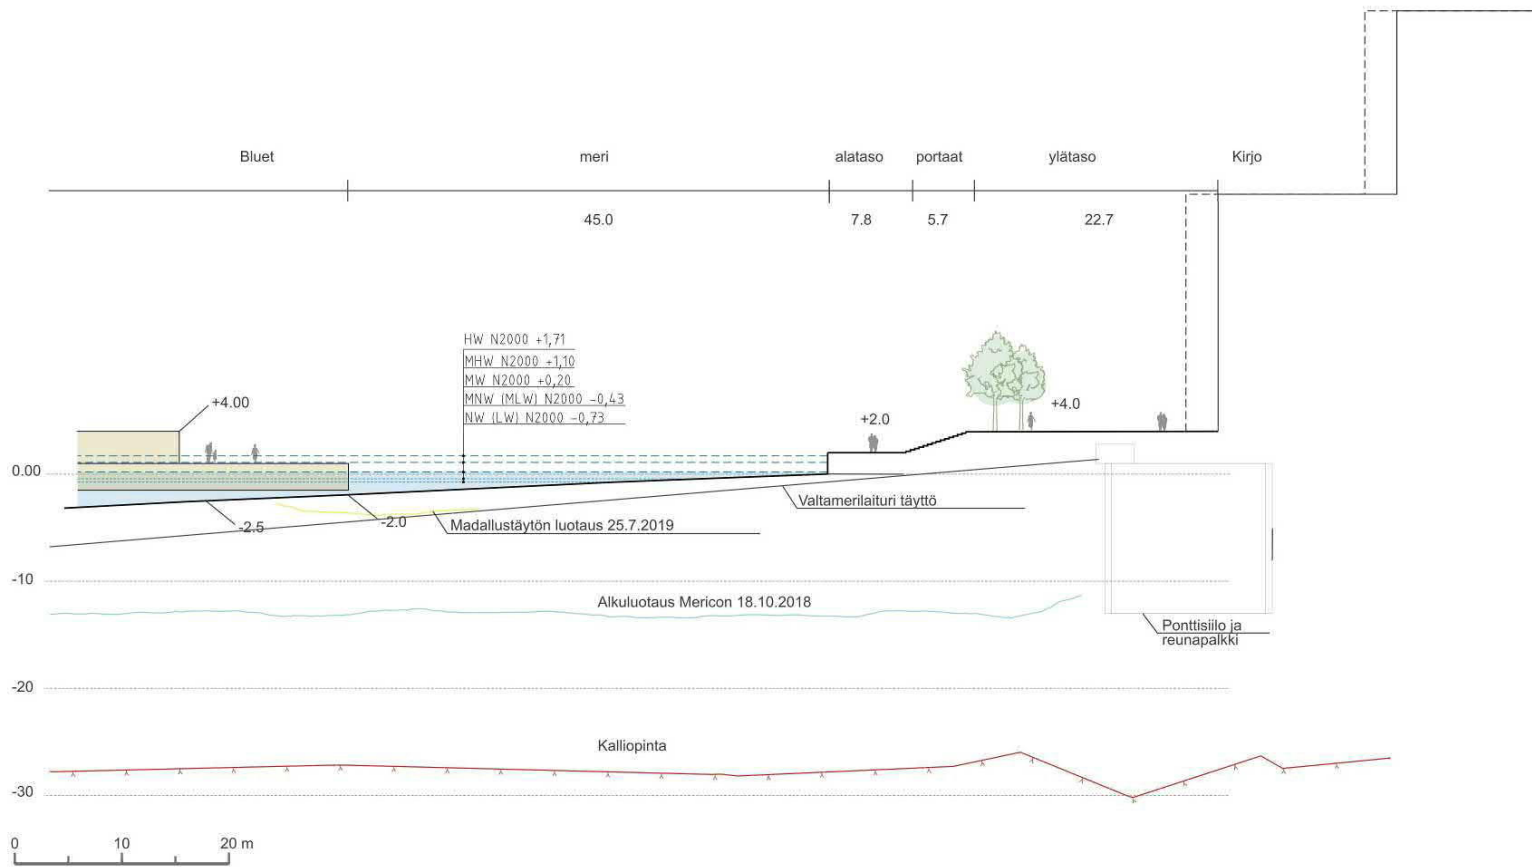 Bluet meri alataso portaat ylätaso Kirjo
45.0 7.8 5.7 22.7
HW N2000 +1,71
MHW N2000 +1,10
MW N2000 +0,20
MNW (MLW) N2000 -0,43
NW (LW) N2000 -0,73
+4.00
+2.0
+4.0
0.00
-2.5
-2.0
Madallustäytön luotaus 25.7.2019
Valtamerilaituri täyttö
-10
Alkuluotaus Mericon 18.10.2018
Ponttisiilo ja
reunapalkki
-20
Kalliopinta
-30
0 10 20 m